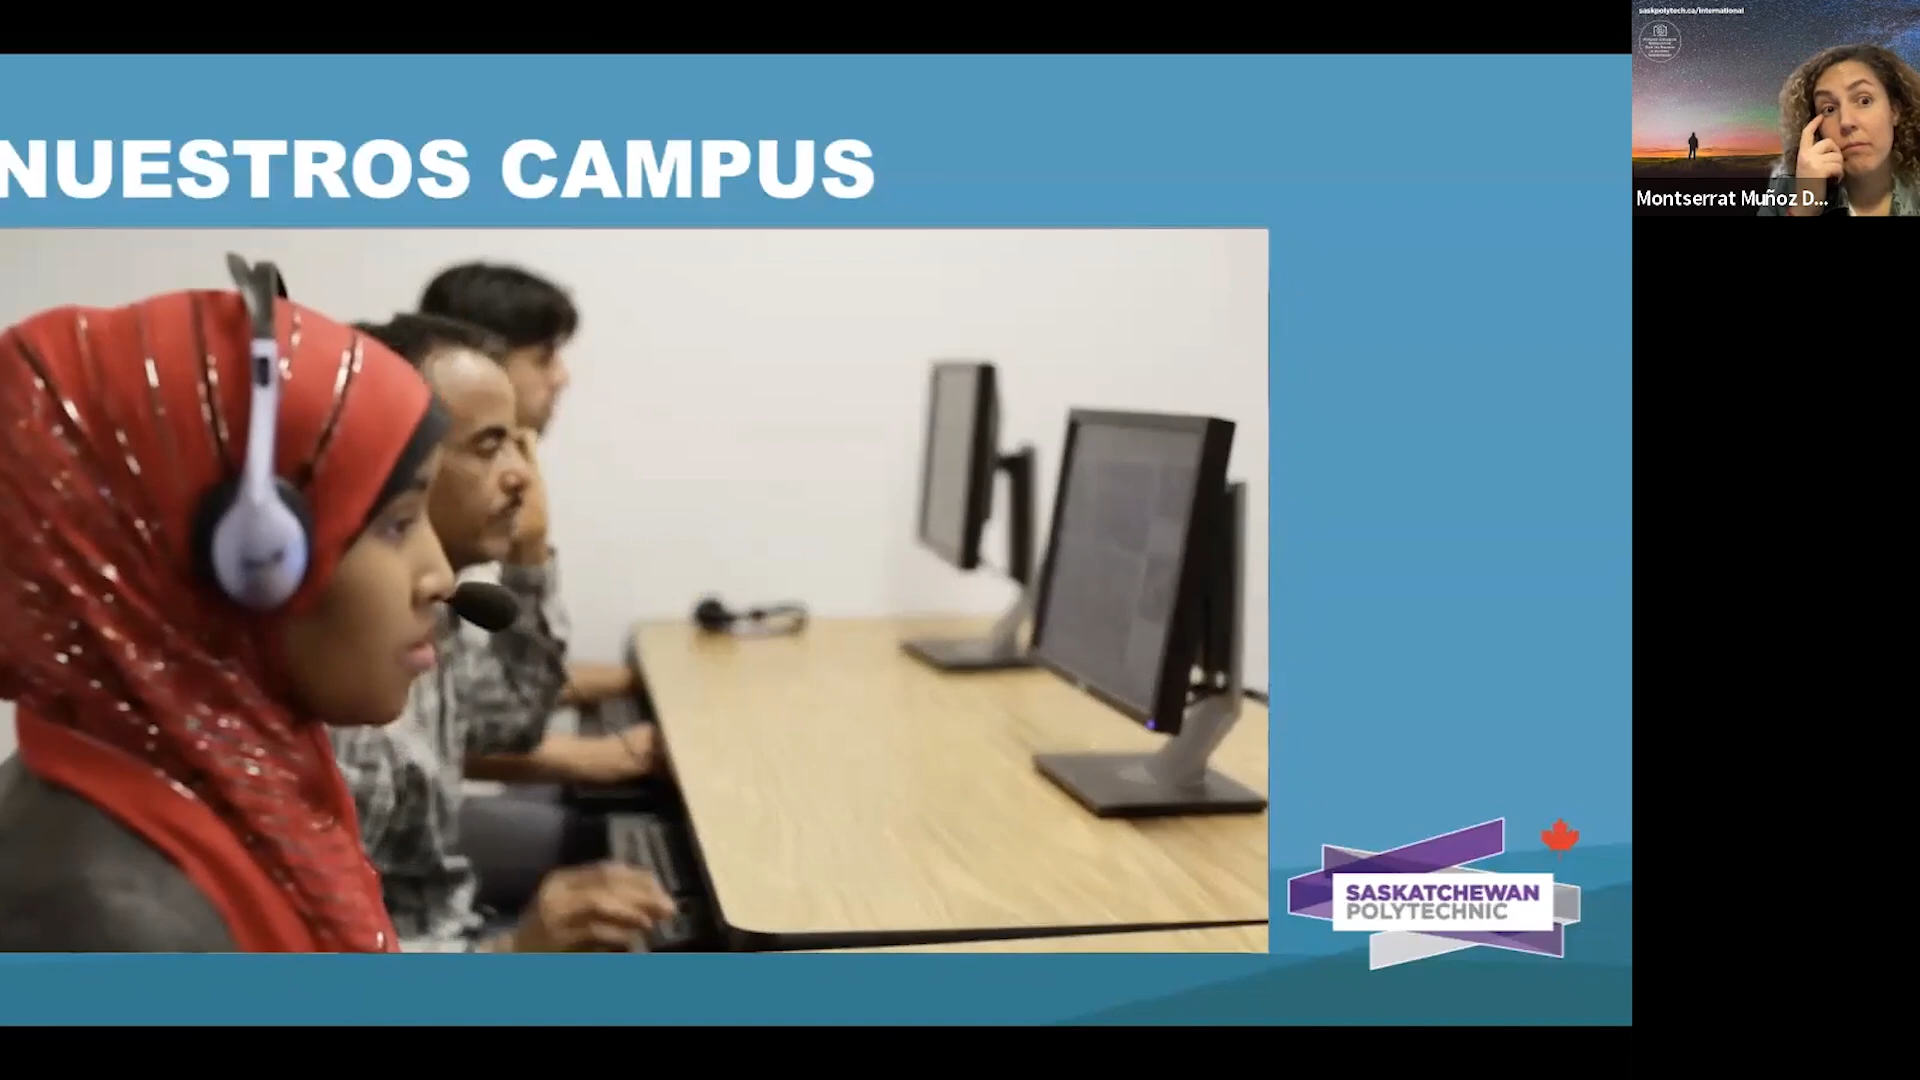 saskpolytech.ca/international
NUESTROS CAMPUS
Montserrat Muñoz D...
SASKATCHEWAN
POLYTECHNIC